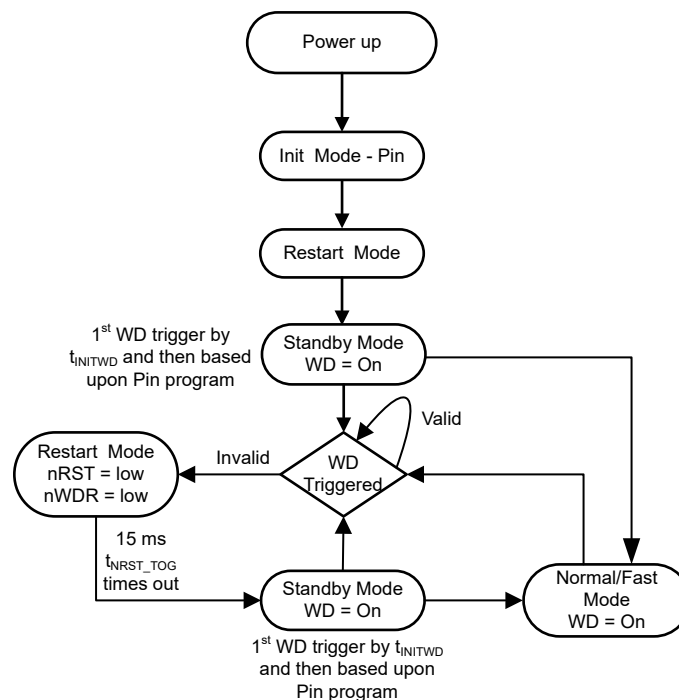 Power up
Init Mode - Pin
Restart Mode
1st WD trigger by
tINITWD and then based
upon Pin program
Standby Mode
WD = On
Valid
Restart Mode
nRST = low
nWDR = low
Invalid
WD
Triggered
15 ms
tNRST_TOG
times out
Standby Mode
WD = On
Normal/Fast
Mode
WD = On
1st WD trigger by tINITWD
and then based upon
Pin program